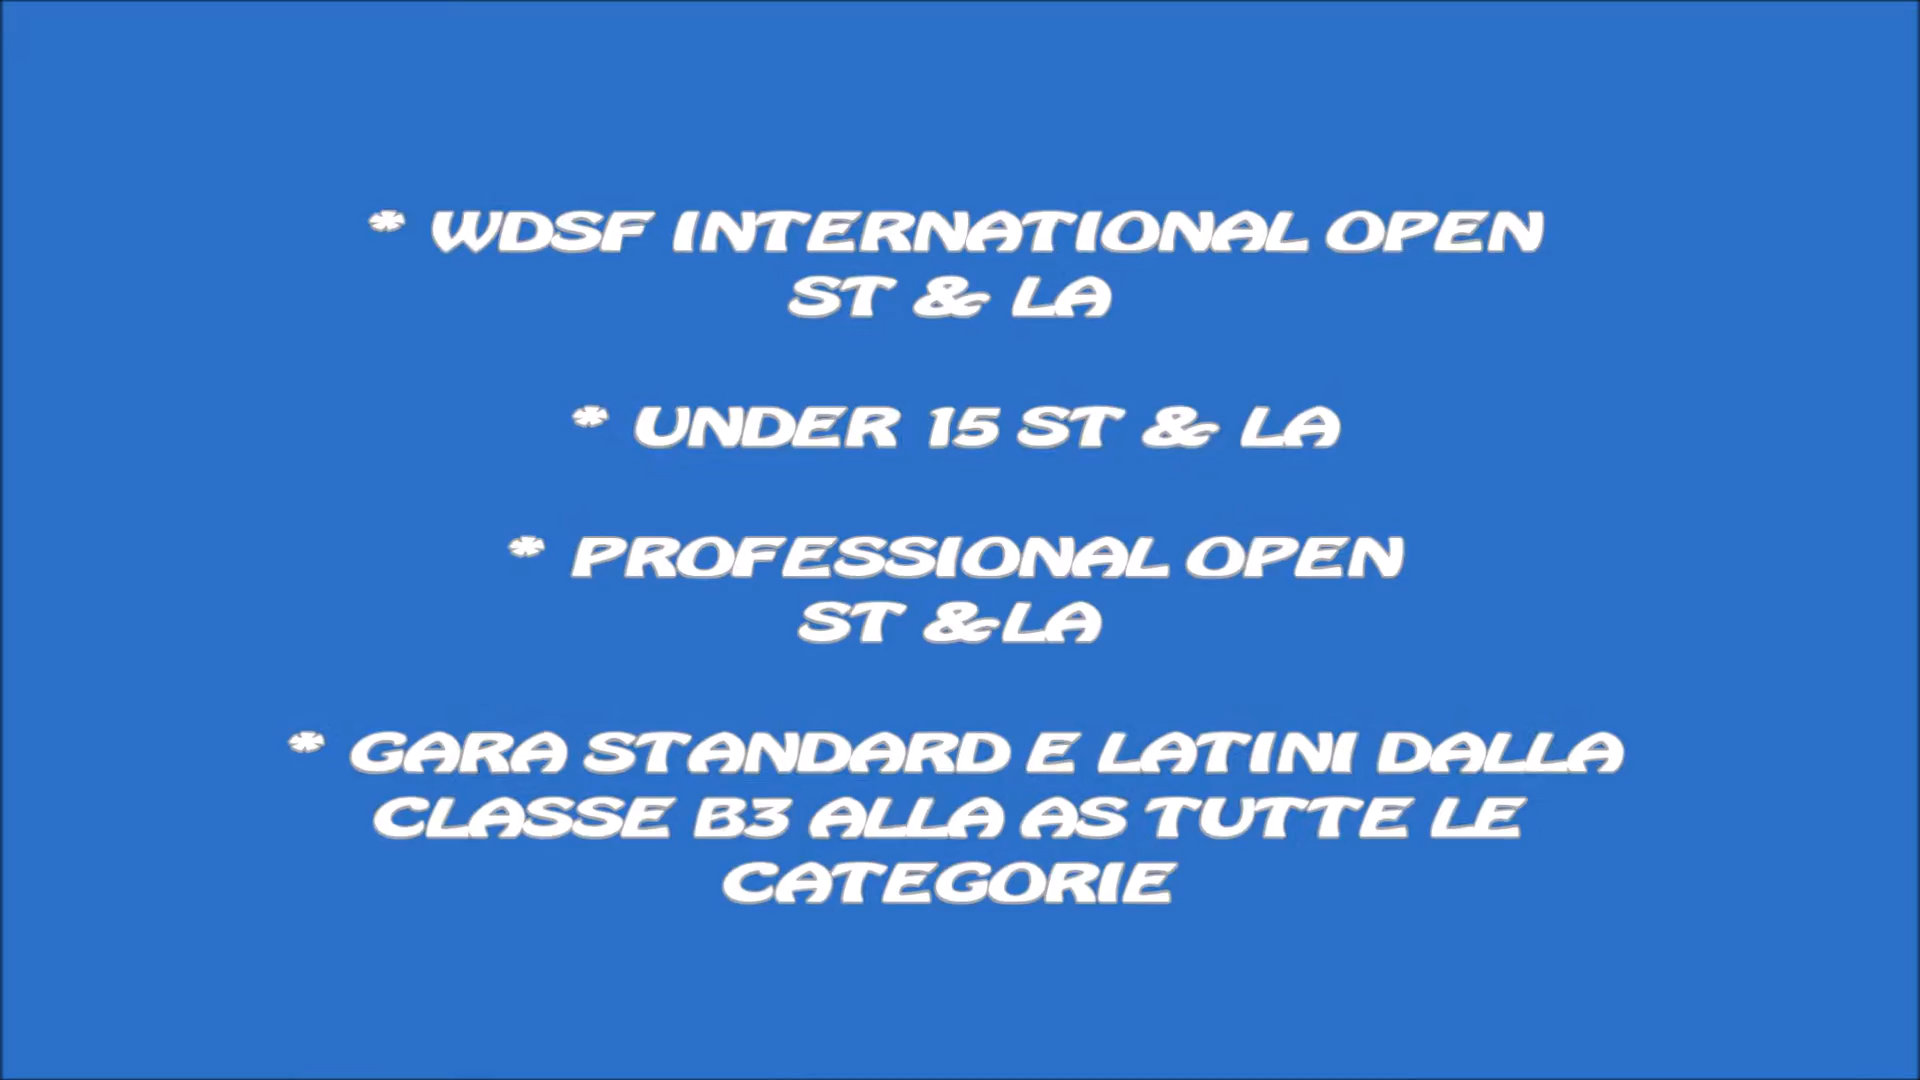 * WDSF INTERNATIONAL OPEN
ST & LA
* UNDER 15 ST & LA
* PROFESSIONAL OPEN
ST &LA
* GARA STANDARD E LATINI DALLA
CLASSE B3 ALLA AS TUTTE LE
CATEGORIE